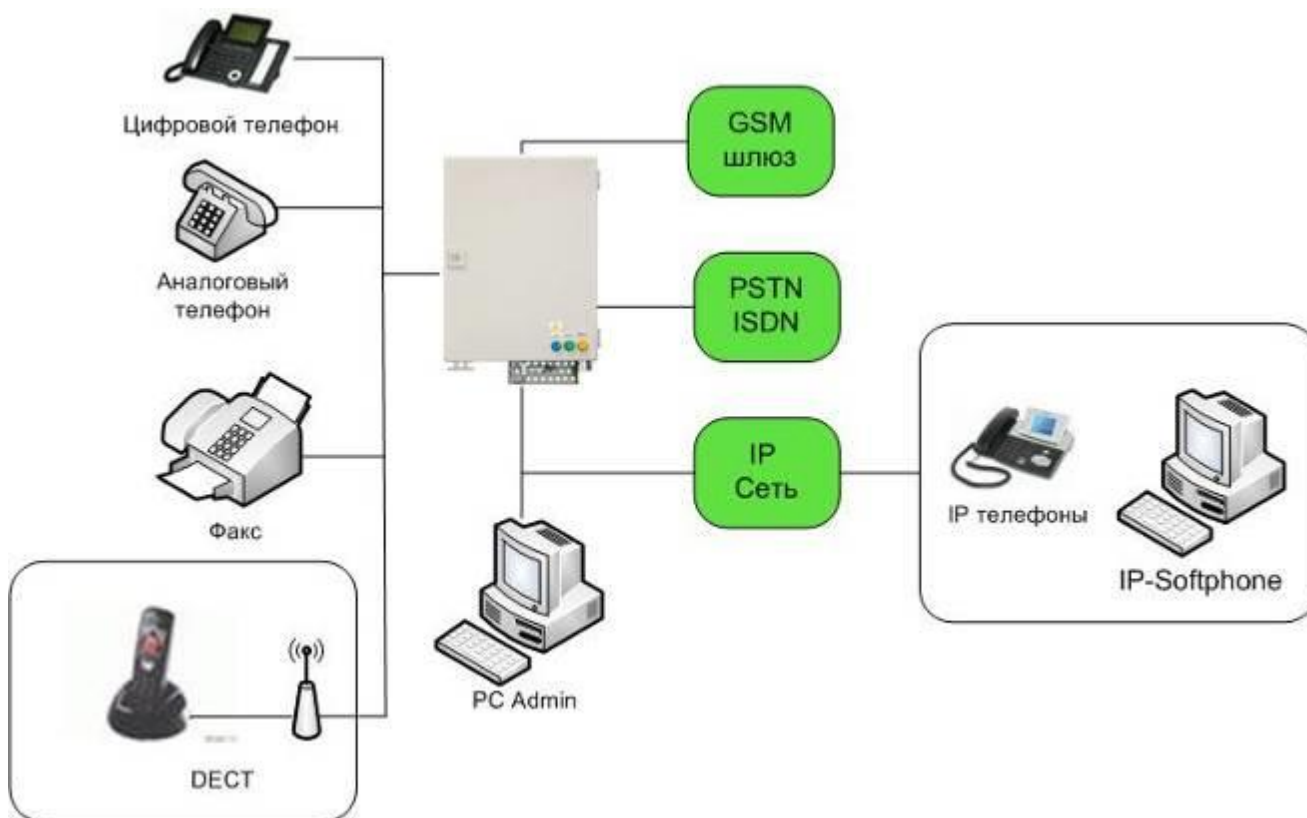 Цифровой телефон
Аналоговый
телефон
Факс
DECT
GSM
шлюз
PSTN
ISDN
IP
Сеть
PC Admin
IP телефоны
IP-Softphone